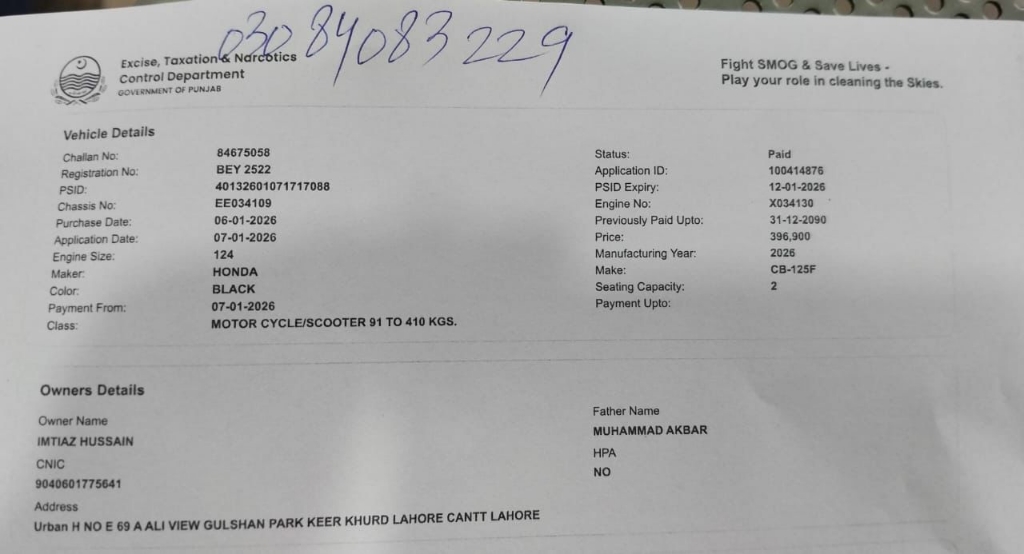 03084083229
Excise, Taxation & Narcotics
Control Department
GOVERNMENT OF PUNJAB
Fight SMOG & Save Lives -
Play your role in cleaning the Skies.
Vehicle Details
Challan No: 84675058 Status: Paid
Registration No: BEY 2522 Application ID: 100414876
PSID: 40132601071717088 PSID Expiry: 12-01-2026
Chassis No: EE034109 Engine No: X034130
Purchase Date: 06-01-2026 Previously Paid Upto: 31-12-2090
Application Date: 07-01-2026 Price: 396,900
Engine Size: 124 Manufacturing Year: 2026
Maker: HONDA Make: CB-125F
Color: BLACK Seating Capacity: 2
Payment From: 07-01-2026 Payment Upto:
Class: MOTOR CYCLE/SCOOTER 91 TO 410 KGS.
Owners Details
Owner Name Father Name
IMTIAZ HUSSAIN MUHAMMAD AKBAR
CNIC HPA
9040601775641 NO
Address
Urban H NO E 69 A ALI VIEW GULSHAN PARK KEER KHURD LAHORE CANTT LAHORE